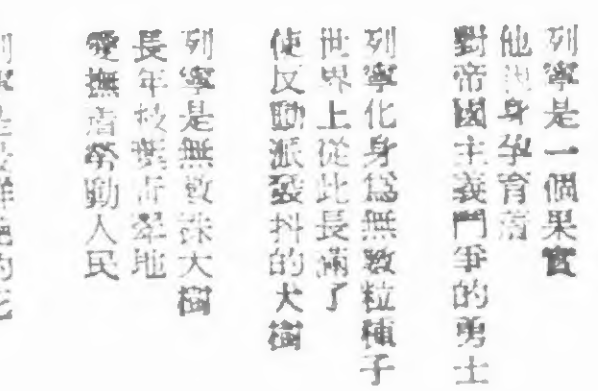 列寧是一個果實
他身孕育着
對帝國主義鬥爭的勇士
列寧化身爲無數粒種子
世界上從此長滿了
使反動派發抖的大樹
列寧是無數株大樹
長年枝葉青翠地
愛撫着勞動人民